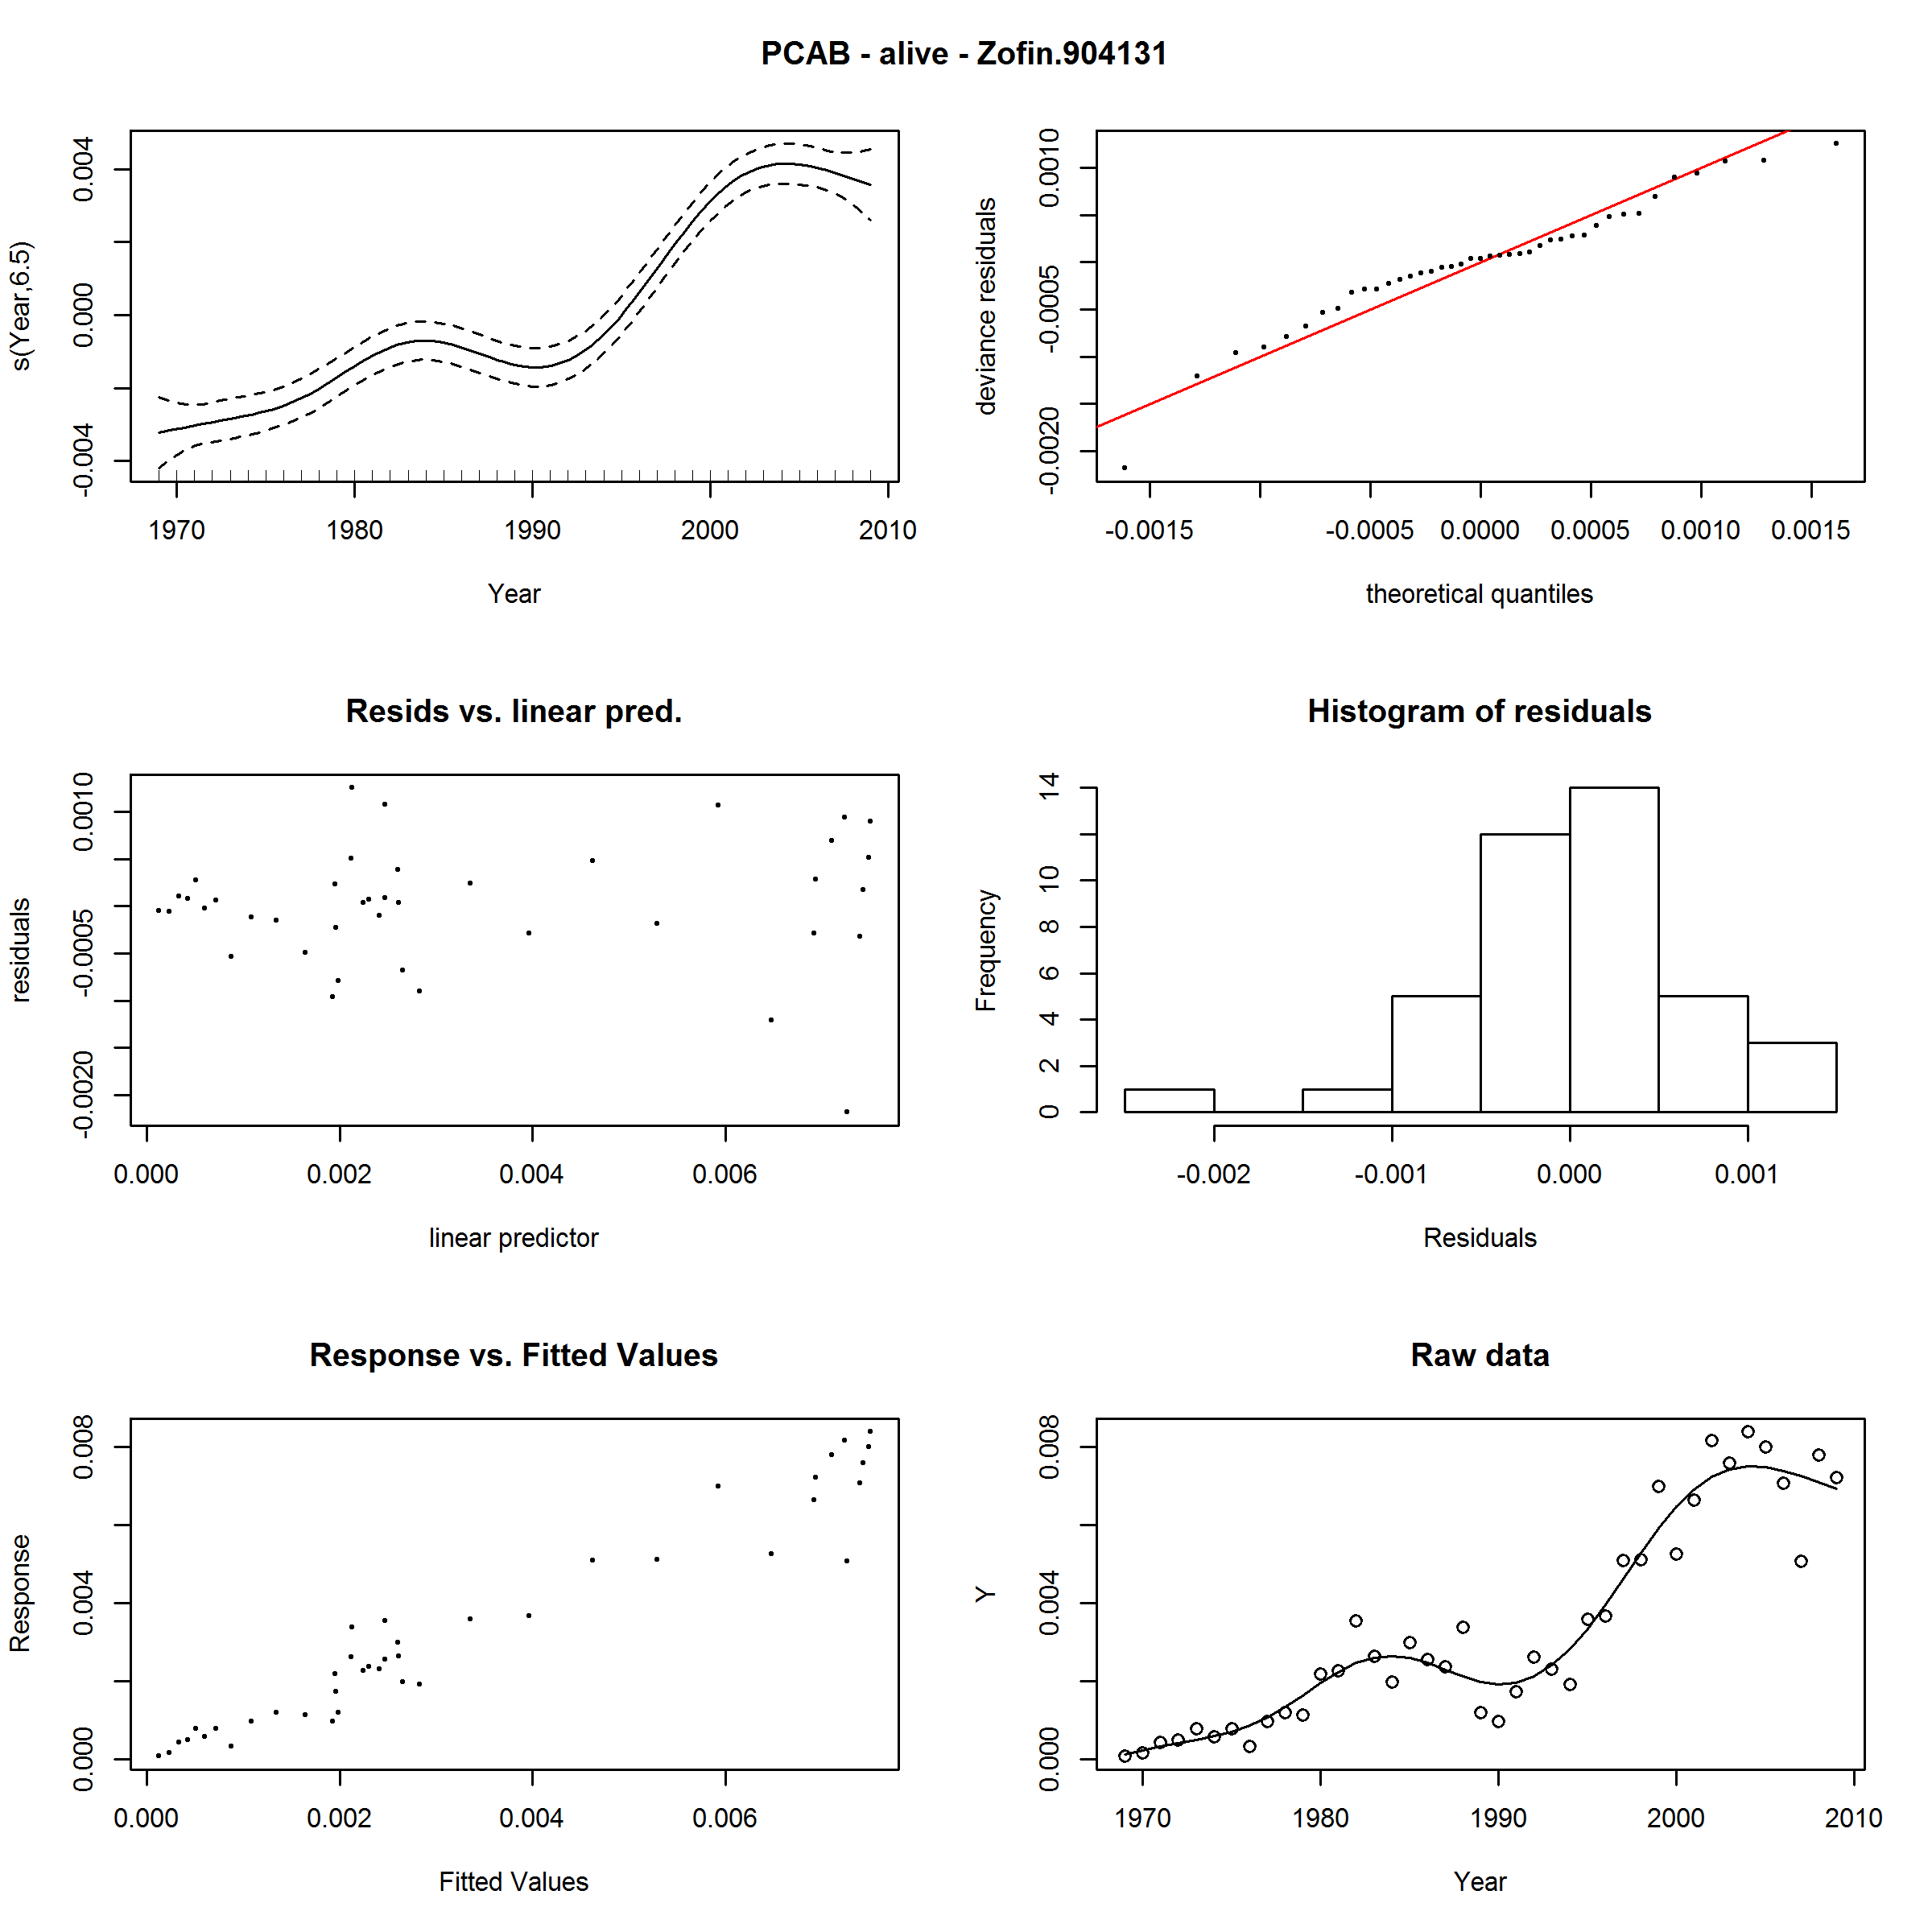 PCAB - alive - Zofin.904131
s(Year,6.5)
-0.004 0.000 0.004
1970 1980 1990 2000 2010
Year
deviance residuals
-0.0020 -0.0005 0.0010
-0.0015 -0.0005 0.0000 0.0005 0.0010 0.0015
theoretical quantiles
Resids vs. linear pred.
residuals
-0.0020 -0.0005 0.0010
0.000 0.002 0.004 0.006
linear predictor
Histogram of residuals
Frequency
0 2 4 6 8 10 14
-0.002 -0.001 0.000 0.001
Residuals
Response vs. Fitted Values
Response
0.000 0.004 0.008
0.000 0.002 0.004 0.006
Fitted Values
Raw data
Y
0.000 0.004 0.008
1970 1980 1990 2000 2010
Year